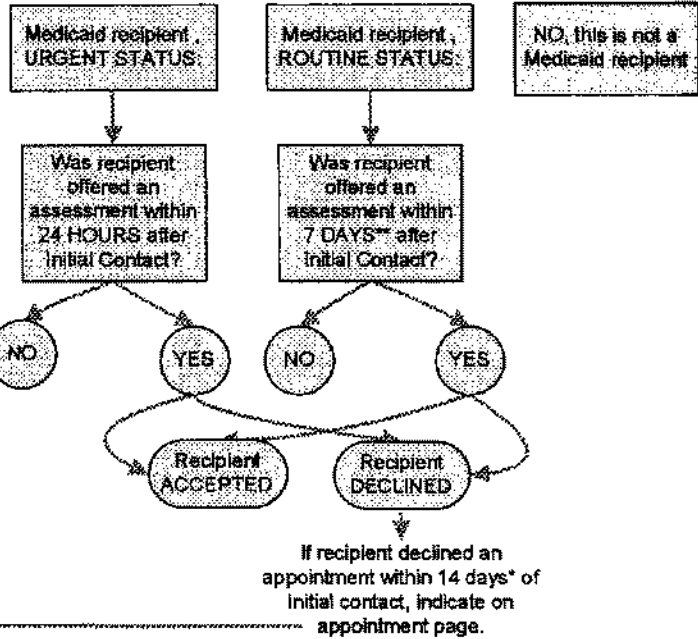 Medicaid recipient,
URGENT STATUS:
Medicaid recipient,
ROUTINE STATUS:
NO, this is not a
Medicaid recipient
Was recipient
offered an
assessment within
24 HOURS after
Initial Contact?
Was recipient
offered an
assessment within
7 DAYS** after
Initial Contact?
NO
YES
NO
YES
Recipient
ACCEPTED
Recipient
DECLINED
If recipient declined an
appointment within 14 days* of
initial contact, indicate on
appointment page.